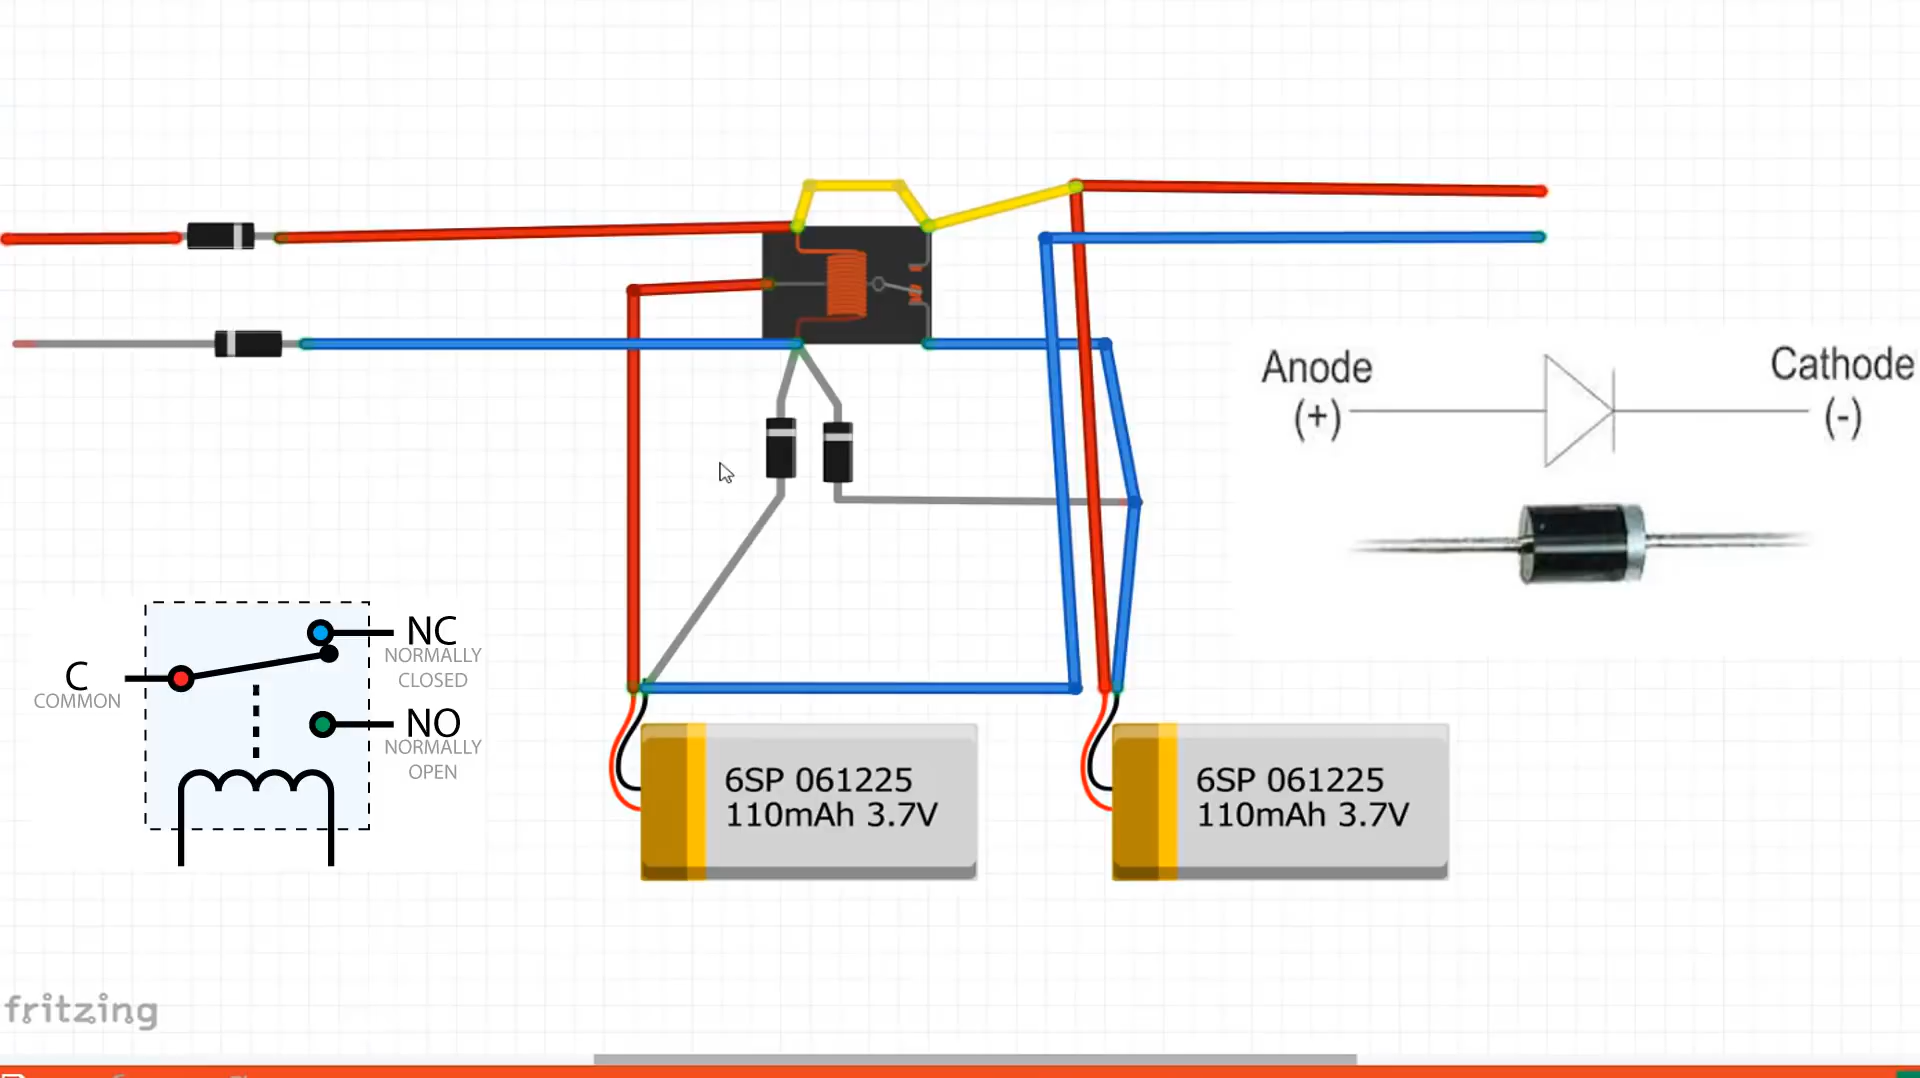 Anode
(+)
Cathode
(-)
C
COMMON
NC
NORMALLY
CLOSED
NO
NORMALLY
OPEN
6SP 061225
110mAh 3.7V
6SP 061225
110mAh 3.7V
fritzing